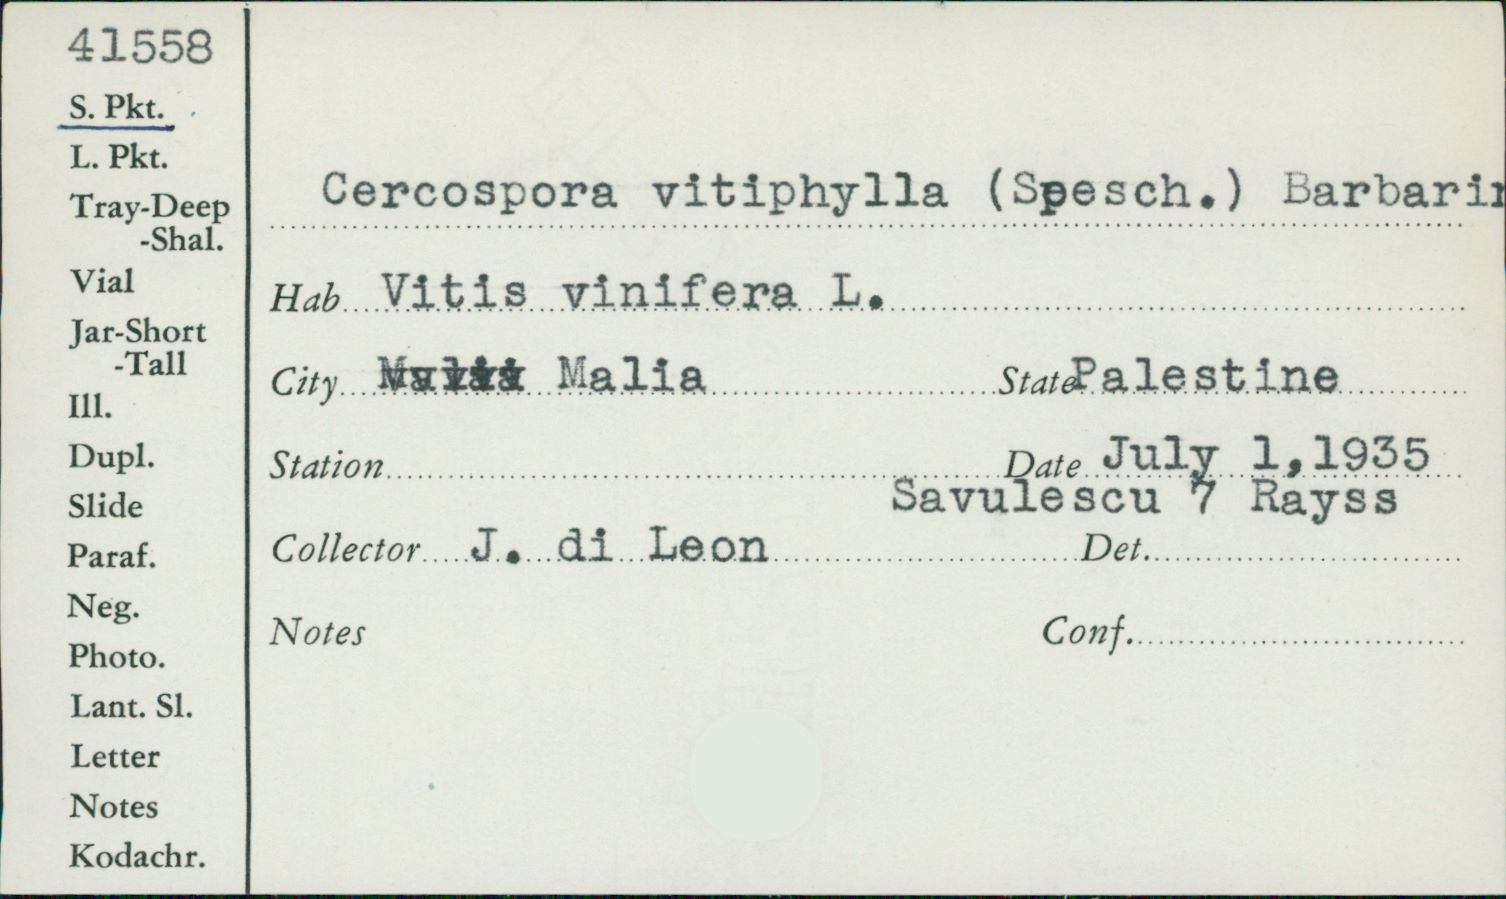 41558
S. Pkt.
L. Pkt.
Tray-Deep
-Shal.
Vial
Jar-Short
-Tall
Ill.
Dupl.
Slide
Paraf.
Neg.
Photo.
Lant. Sl.
Letter
Notes
Kodachr.
Cercospora vitiphylla (Spesch.) Barbarin
Hab Vitis vinifera L.
City Malia State Palestine
Station Date July 1,1935
Savulescu 7 Rayss
Collector J. di Leon Det.
Notes Conf.